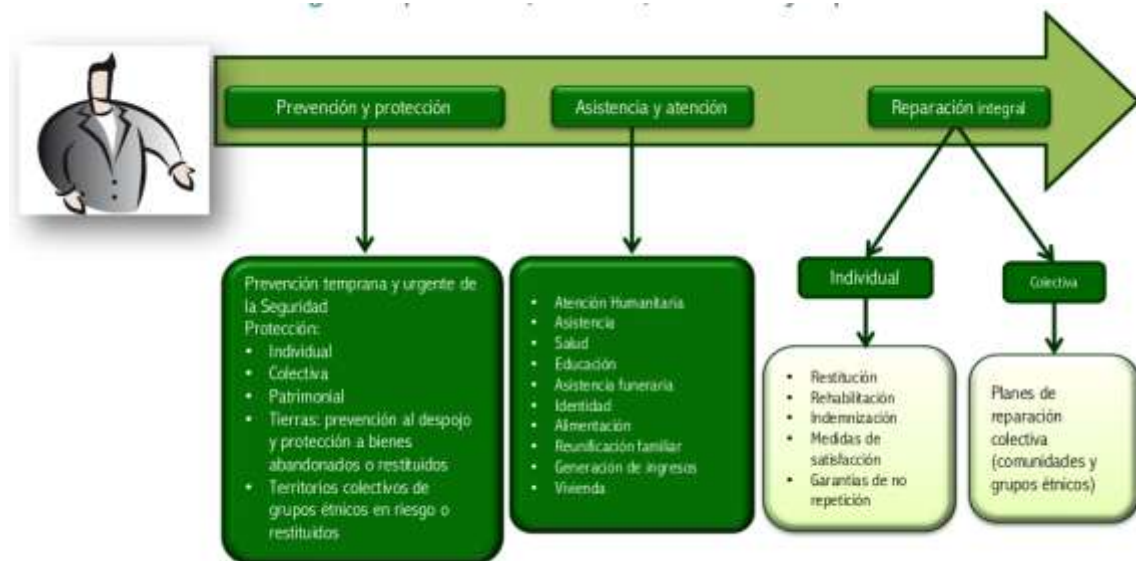 Prevención y protección
Asistencia y atención
Reparación integral
Prevención temprana y urgente de
la Seguridad
Protección:
• Individual
• Colectiva
• Patrimonial
• Tierras: prevención al despojo
y protección a bienes
abandonados o restituidos
• Territorios colectivos de
grupos étnicos en riesgo o
restituidos
• Atención Humanitaria
• Asistencia
• Salud
• Educación
• Asistencia funeraria
• Identidad
• Alimentación
• Reunificación familiar
• Generación de ingresos
• Vivienda
Individual
• Restitución
• Rehabilitación
• Indemnización
• Medidas de
satisfacción
• Garantías de no
repetición
Colectiva
Planes de
reparación
colectiva
(comunidades y
grupos étnicos)